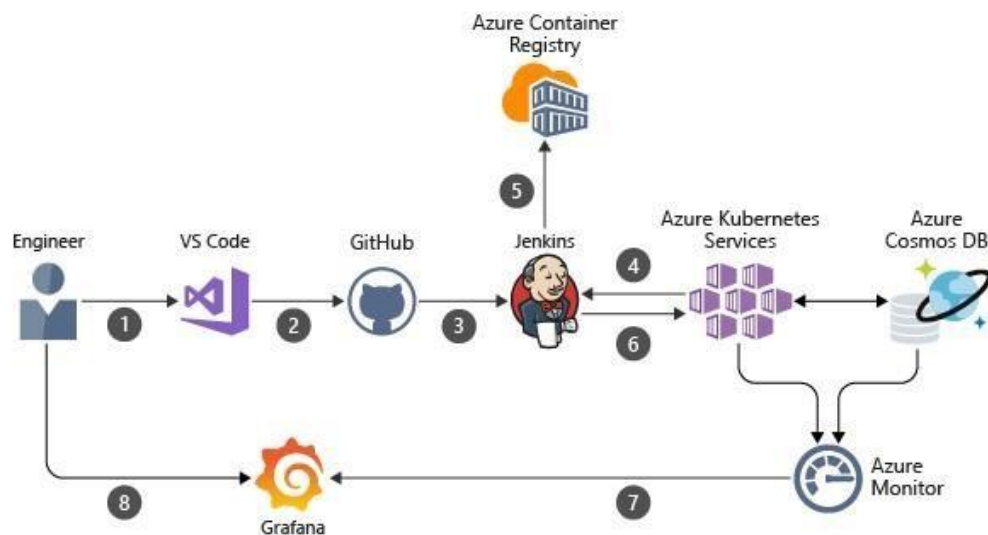 Azure Container
Registry
5
Engineer
VS Code
GitHub
Jenkins
Azure Kubernetes
Services
Azure
Cosmos DB
1
2
3
4
6
8
Grafana
7
Azure
Monitor